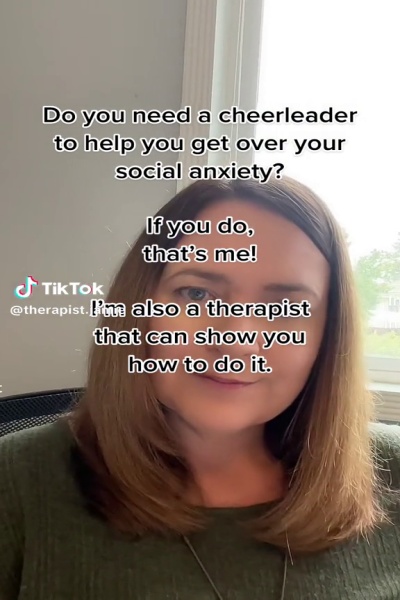 Do you need a cheerleader
to help you get over your
social anxiety?
If you do,
that's me!
TikTok
I'm also a therapist
that can show you
how to do it.